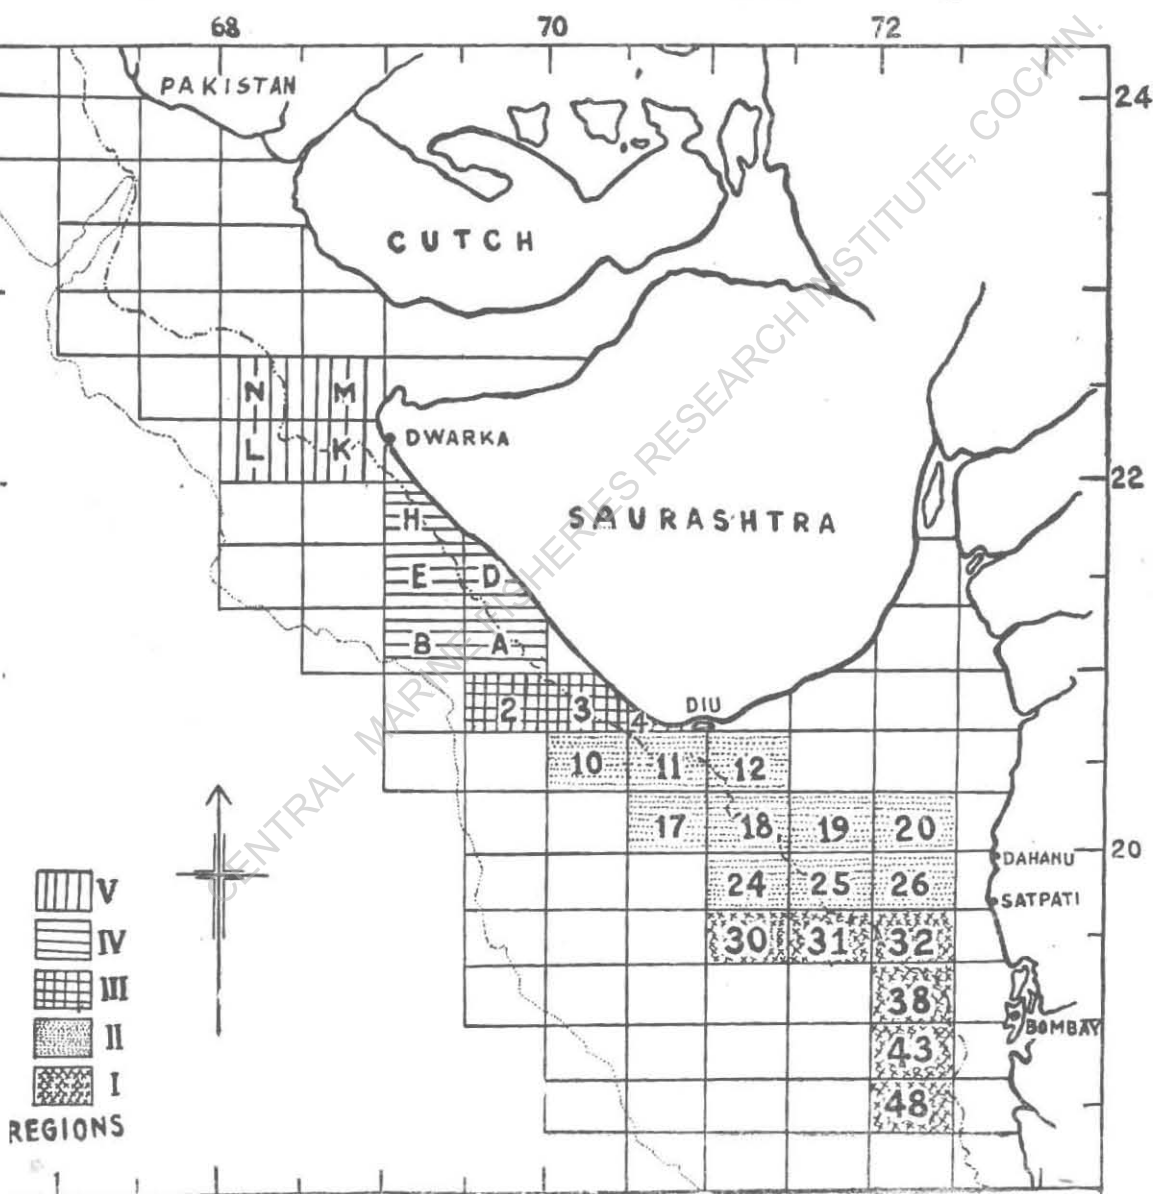 68 70 72
24
PAKISTAN
CUTCH
N M
L K
DWARKA
22
H
SAURASHTRA
E D
B A
2 3 4
DIU
10 11 12
17 18 19 20
20
DAHANU
24 25 26
SATPATI
30 31 32
38
BOMBAY
43
48
V
IV
III
II
I
REGIONS
CENTRAL MARINE FISHERIES RESEARCH INSTITUTE, COCHIN.